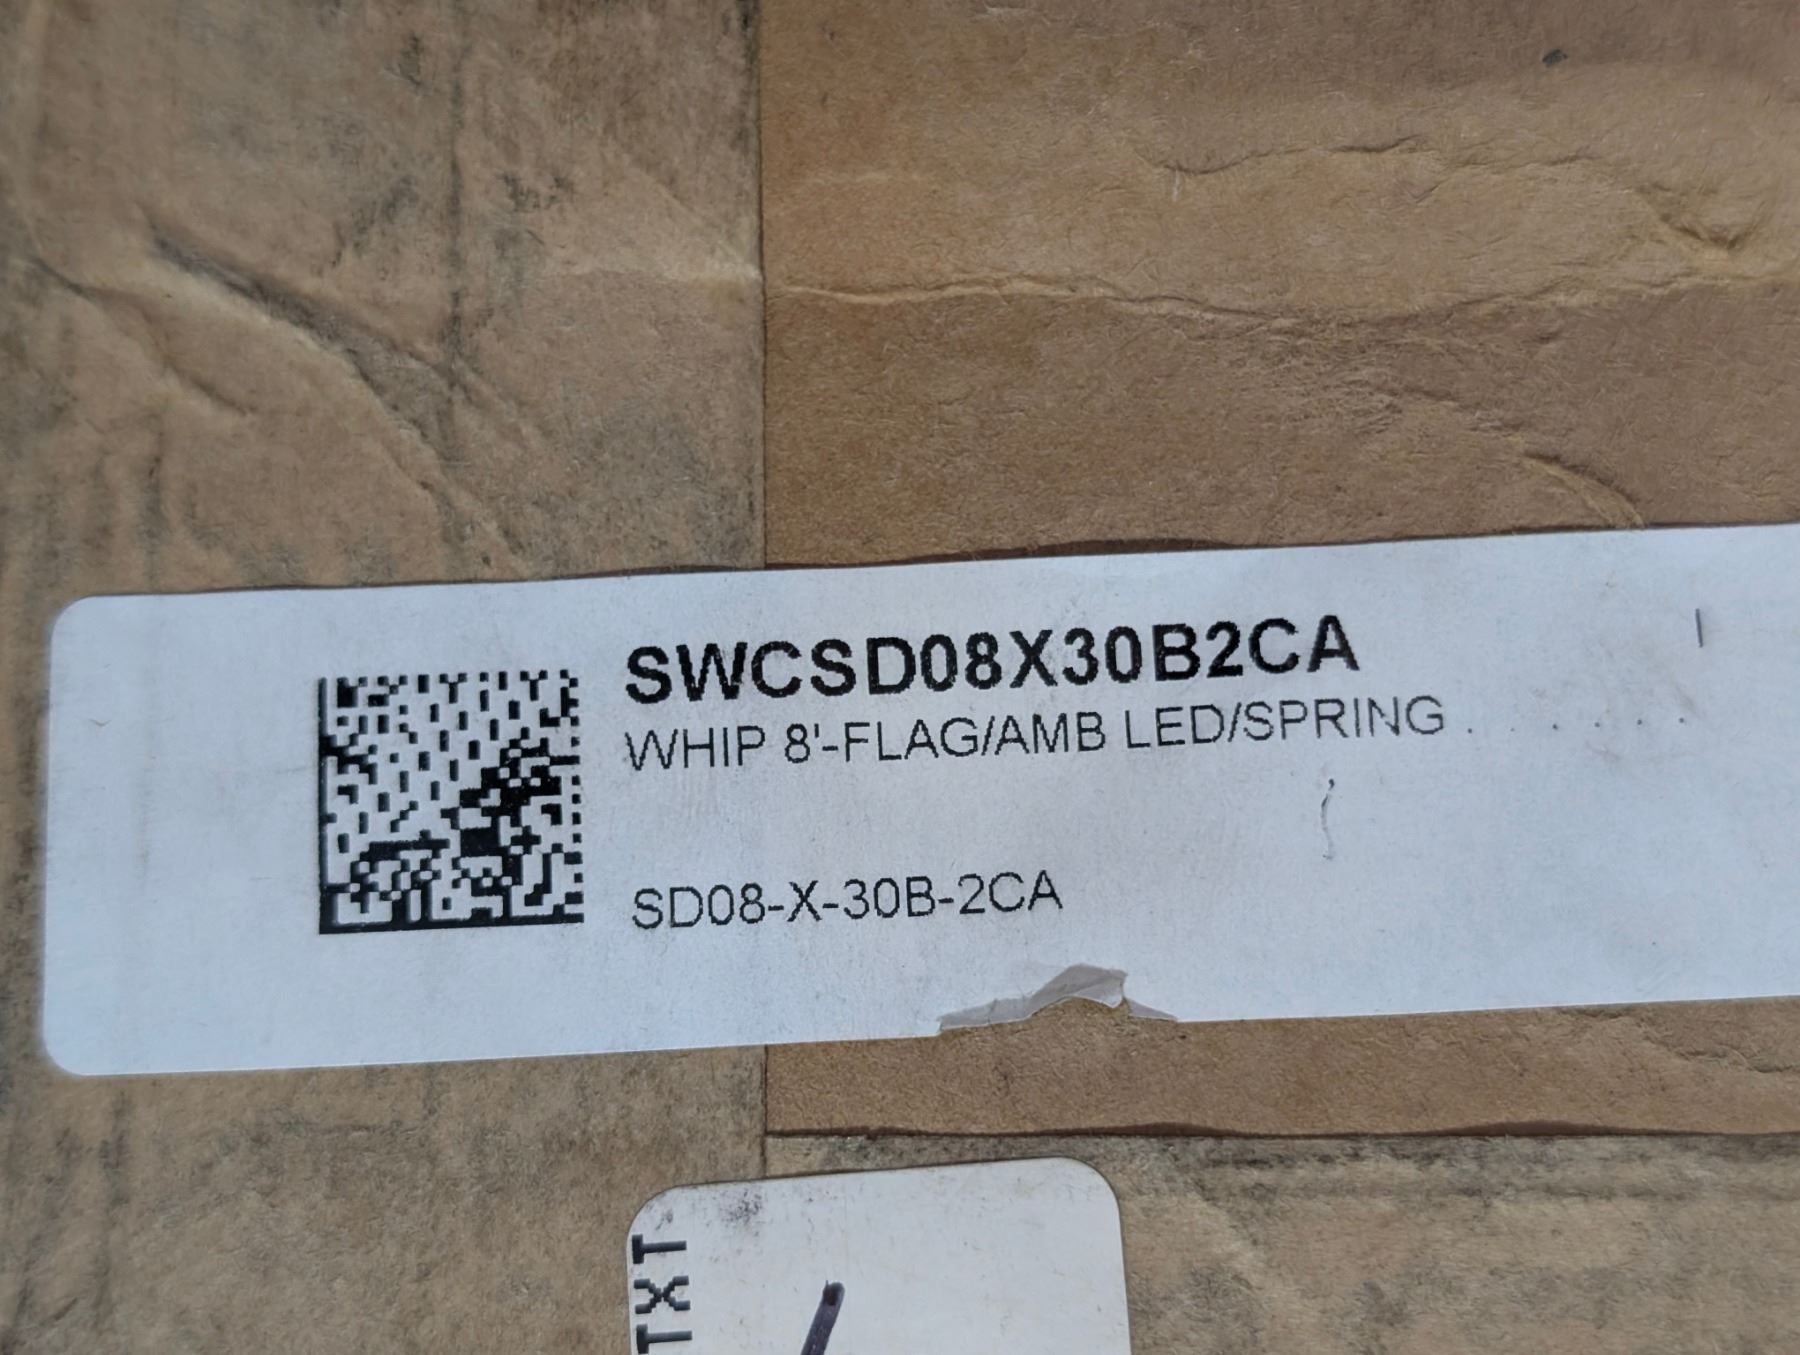 SWCSD08X30B2CA
WHIP 8'-FLAG/AMB LED/SPRING
SD08-X-30B-2CA
TXT